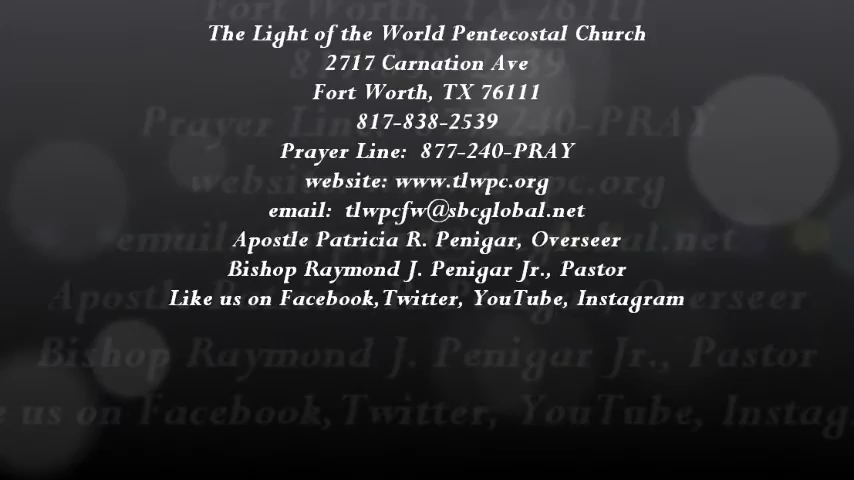 The Light of the World Pentecostal Church
2717 Carnation Ave
Fort Worth, TX 76111
817-838-2539
Prayer Line: 877-240-PRAY
website: www.tlwpc.org
email: tlwpcfw@sbcglobal.net
Apostle Patricia R. Penigar, Overseer
Bishop Raymond J. Penigar Jr., Pastor
Like us on Facebook,Twitter, YouTube, Instagram